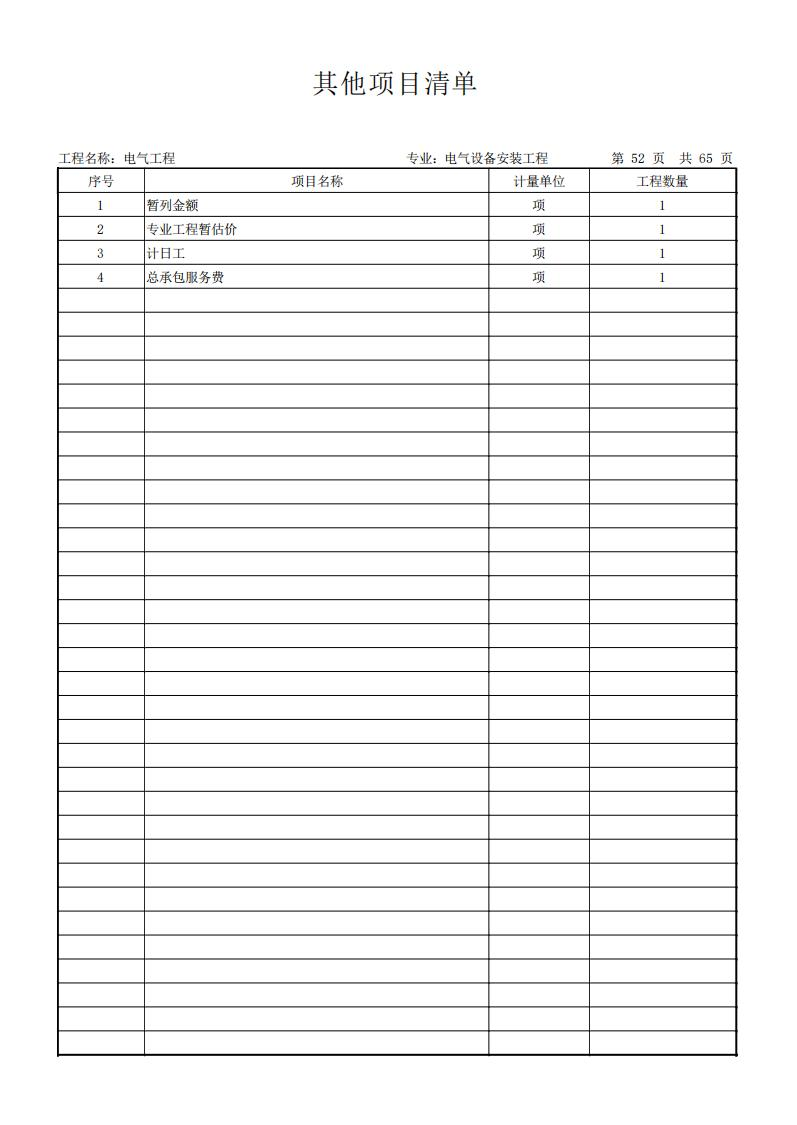 其他项目清单
工程名称：电气工程 专业：电气设备安装工程 第 52 页 共 65 页
序号 项目名称 计量单位 工程数量
1 暂列金额 项 1
2 专业工程暂估价 项 1
3 计日工 项 1
4 总承包服务费 项 1